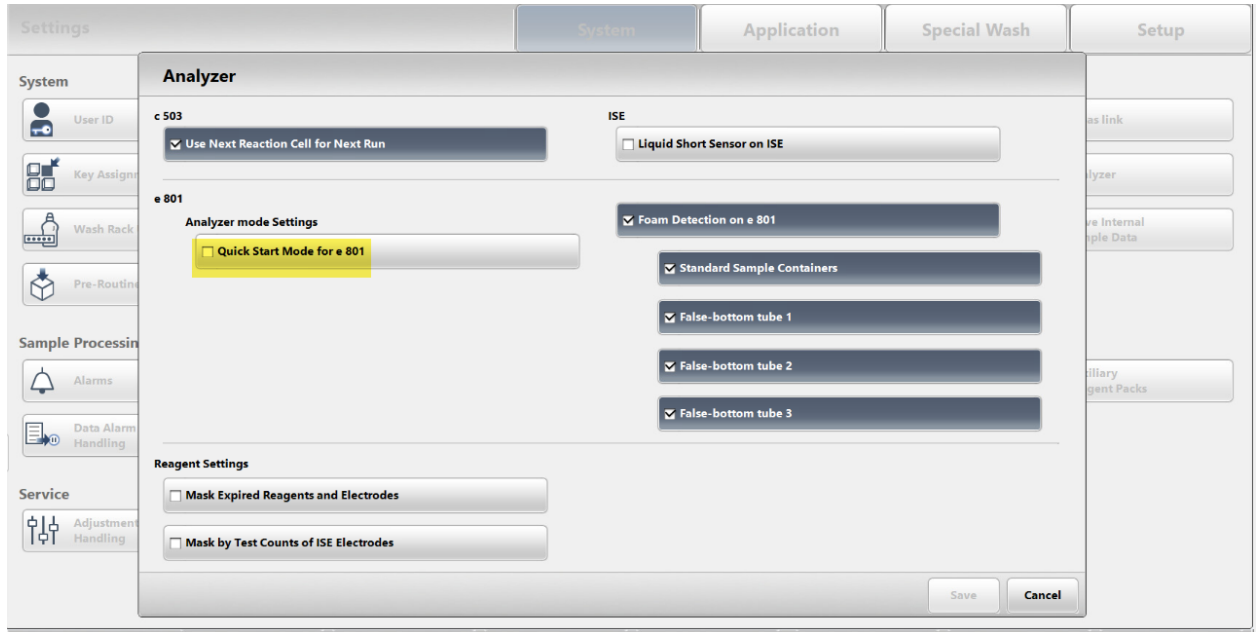 Settings
System
Application
Special Wash
Setup
System
User ID
Key Assignm
Wash Rack
Pre-Routine
Sample Processin
Alarms
Data Alarm
Handling
Service
Adjustment
Handling
Analyzer
c 503
Use Next Reaction Cell for Next Run
ISE
Liquid Short Sensor on ISE
e 801
Analyzer mode Settings
Quick Start Mode for e 801
Foam Detection on e 801
Standard Sample Containers
False-bottom tube 1
False-bottom tube 2
False-bottom tube 3
Reagent Settings
Mask Expired Reagents and Electrodes
Mask by Test Counts of ISE Electrodes
Save
Cancel
as link
lyzer
ve Internal
ple Data
iliary
gent Packs